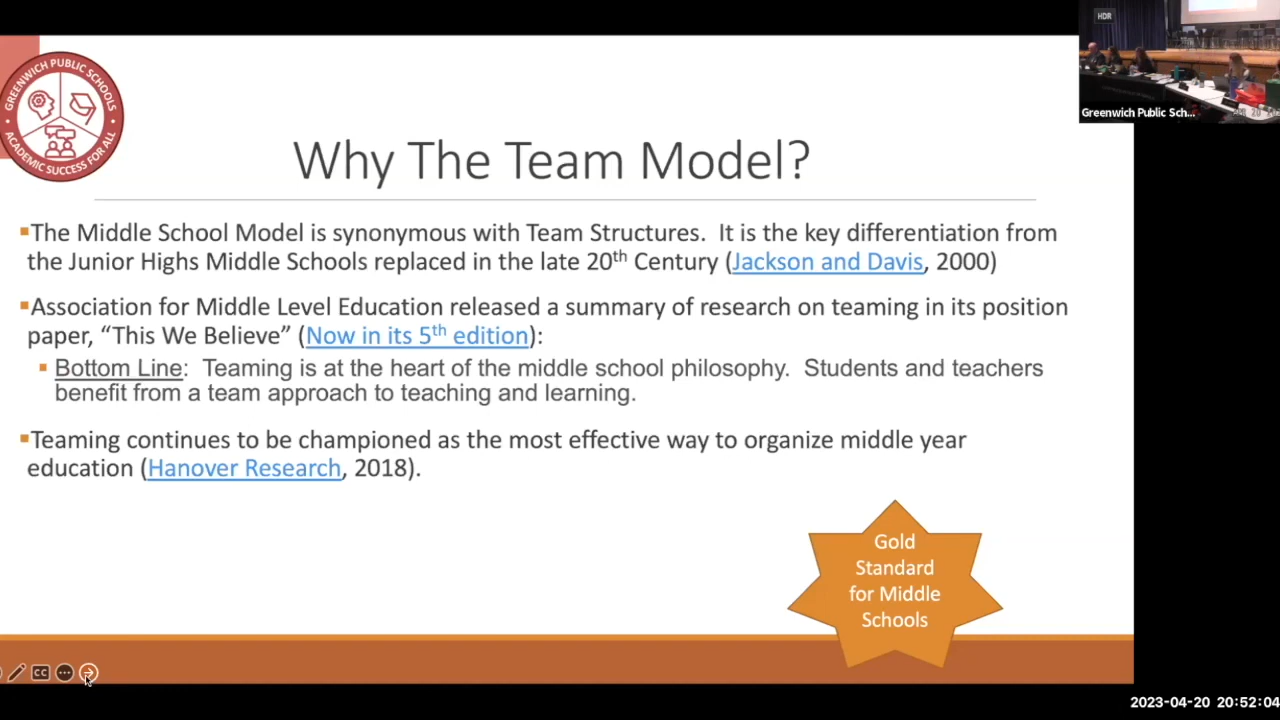 HDR
Greenwich Public Sch...
GREENWICH PUBLIC SCHOOLS
ACADEMIC SUCCESS FOR ALL
Why The Team Model?
The Middle School Model is synonymous with Team Structures. It is the key differentiation from
the Junior Highs Middle Schools replaced in the late 20th Century (Jackson and Davis, 2000)
Association for Middle Level Education released a summary of research on teaming in its position
paper, “This We Believe” (Now in its 5th edition):
Bottom Line: Teaming is at the heart of the middle school philosophy. Students and teachers
benefit from a team approach to teaching and learning.
Teaming continues to be championed as the most effective way to organize middle year
education (Hanover Research, 2018).
Gold
Standard
for Middle
Schools
CC
2023-04-20 20:52:04